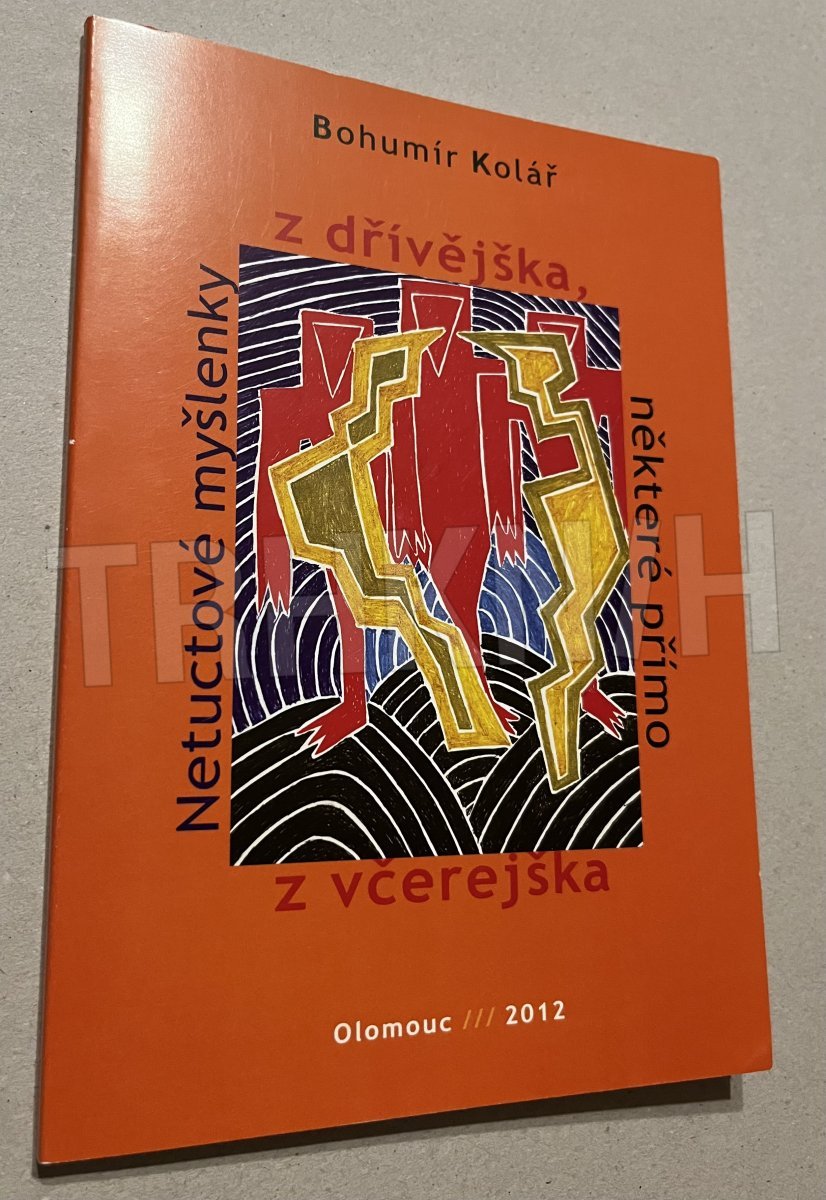 Bohumír Kolář
Netuctové myšlenky
z dřívějška,
některé přímo
z včerejška
Olomouc /// 2012